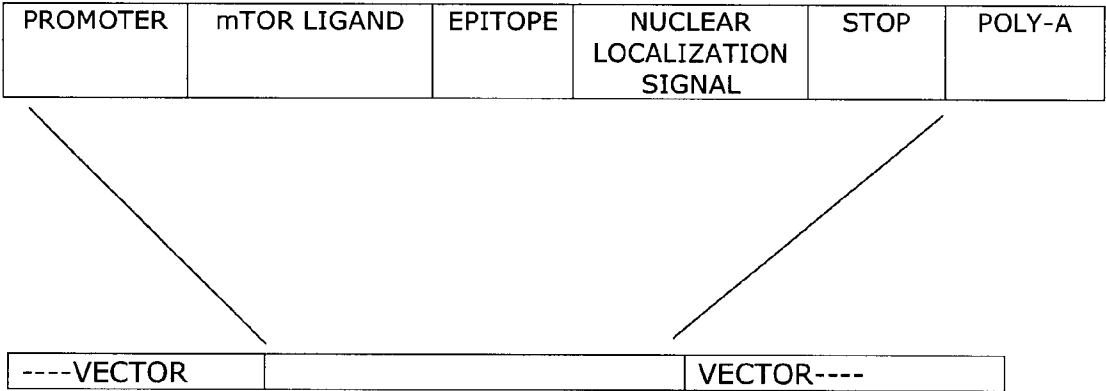 PROMOTER mTOR LIGAND EPITOPE NUCLEAR LOCALIZATION SIGNAL STOP POLY-A
----VECTOR VECTOR----